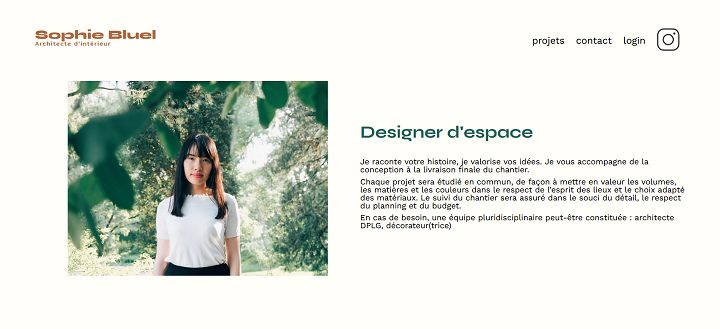 Sophie Bluel
Architecte d'intérieur
projets contact login
Designer d'espace
Je raconte votre histoire, je valorise vos idées. Je vous accompagne de la
conception à la livraison finale du chantier.
Chaque projet sera étudié en commun, de façon à mettre en valeur les volumes,
les matières et les couleurs dans le respect de l'esprit des lieux et le choix adapté
des matériaux. Le suivi du chantier sera assuré dans le souci du détail, le respect
du planning et du budget.
En cas de besoin, une équipe pluridisciplinaire peut-être constituée : architecte
DPLG, décorateur(trice)